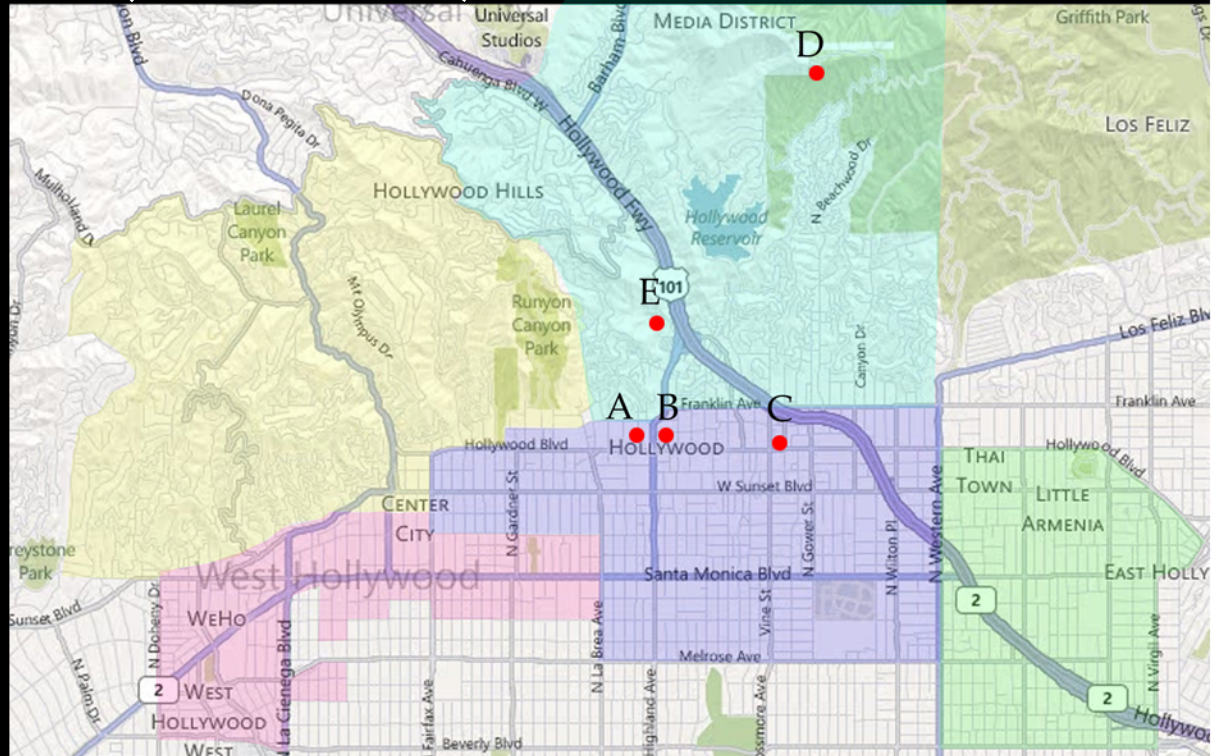 Universal City
Universal
Studios
MEDIA DISTRICT
Griffith Park
D
Barham Blvd
Cahuenga Blvd W
Dona Pegita Dr
Hollywood Fwy
LOS FELIZ
N Beachwood Dr
Mulholland Dr
HOLLYWOOD HILLS
Laurel
Canyon
Park
Hollywood
Reservoir
101
E
Mt Olympus Dr
Runyon
Canyon
Park
Canyon Dr
Los Feliz Blv
A
B
C
Franklin Ave
Franklin Ave
Hollywood Blvd
HOLLYWOOD
Hollywood Blvd
THAI
TOWN
W Sunset Blvd
LITTLE
ARMENIA
CENTER
CITY
N Gardner St
N Gower St
N Wilton Pl
N Western Ave
reystone
Park
West Hollywood
Santa Monica Blvd
EAST HOLLY
2
Sunset Blvd
WEHO
N Doheny Dr
N La Brea Ave
Vine St
N Virgil Ave
Melrose Ave
N Palm Dr
N La Cienega Blvd
2
WEST
HOLLYWOOD
2
Fairfax Ave
Highland Ave
ossmore Ave
Hollywo
Beverly Blvd
WEST